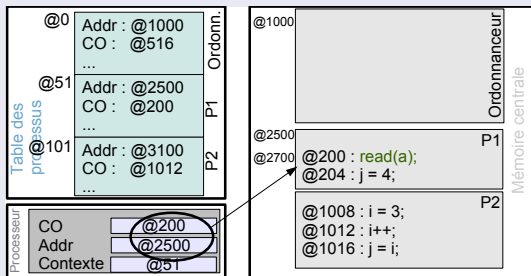 @0
Addr : @1000
CO : @516
...
Ordonn.
@51
Addr : @2500
CO : @200
...
P1
@101
Addr : @3100
CO : @1012
...
P2
Table des
processus
Processeur
CO @200
Addr @2500
Contexte @51
@1000
Ordonnanceur
@2500
P1
@2700
@200 : read(a);
@204 : j = 4;
P2
@1008 : i = 3;
@1012 : i++;
@1016 : j = i;
Mémoire centrale